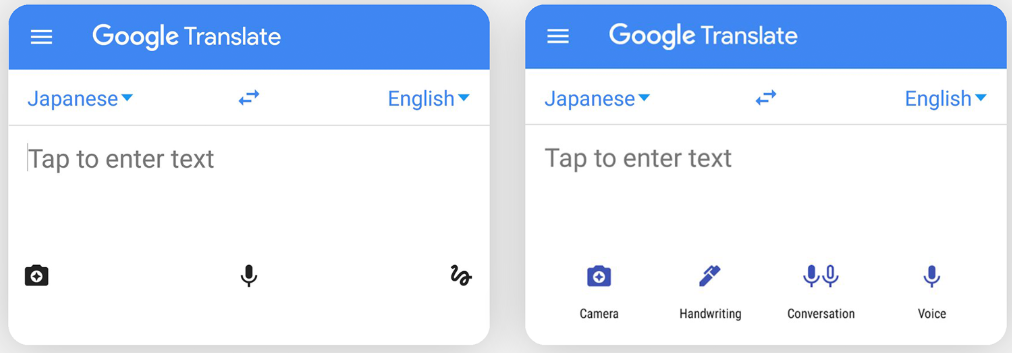 Google Translate
Japanese English
Tap to enter text
Google Translate
Japanese English
Tap to enter text
Camera Handwriting Conversation Voice